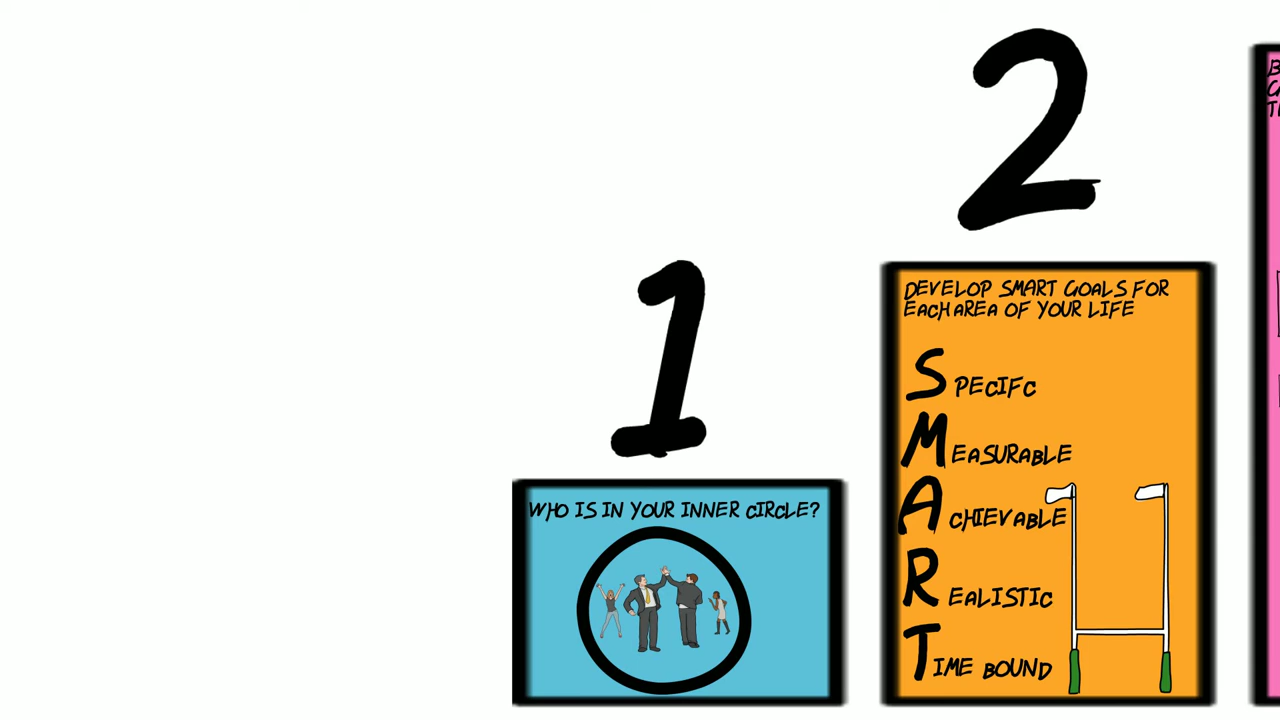 1
WHO IS IN YOUR INNER CIRCLE?
2
DEVELOP SMART GOALS FOR
EACH AREA OF YOUR LIFE
SPECIFC
MEASURABLE
ACHIEVABLE
REALISTIC
TIME BOUND